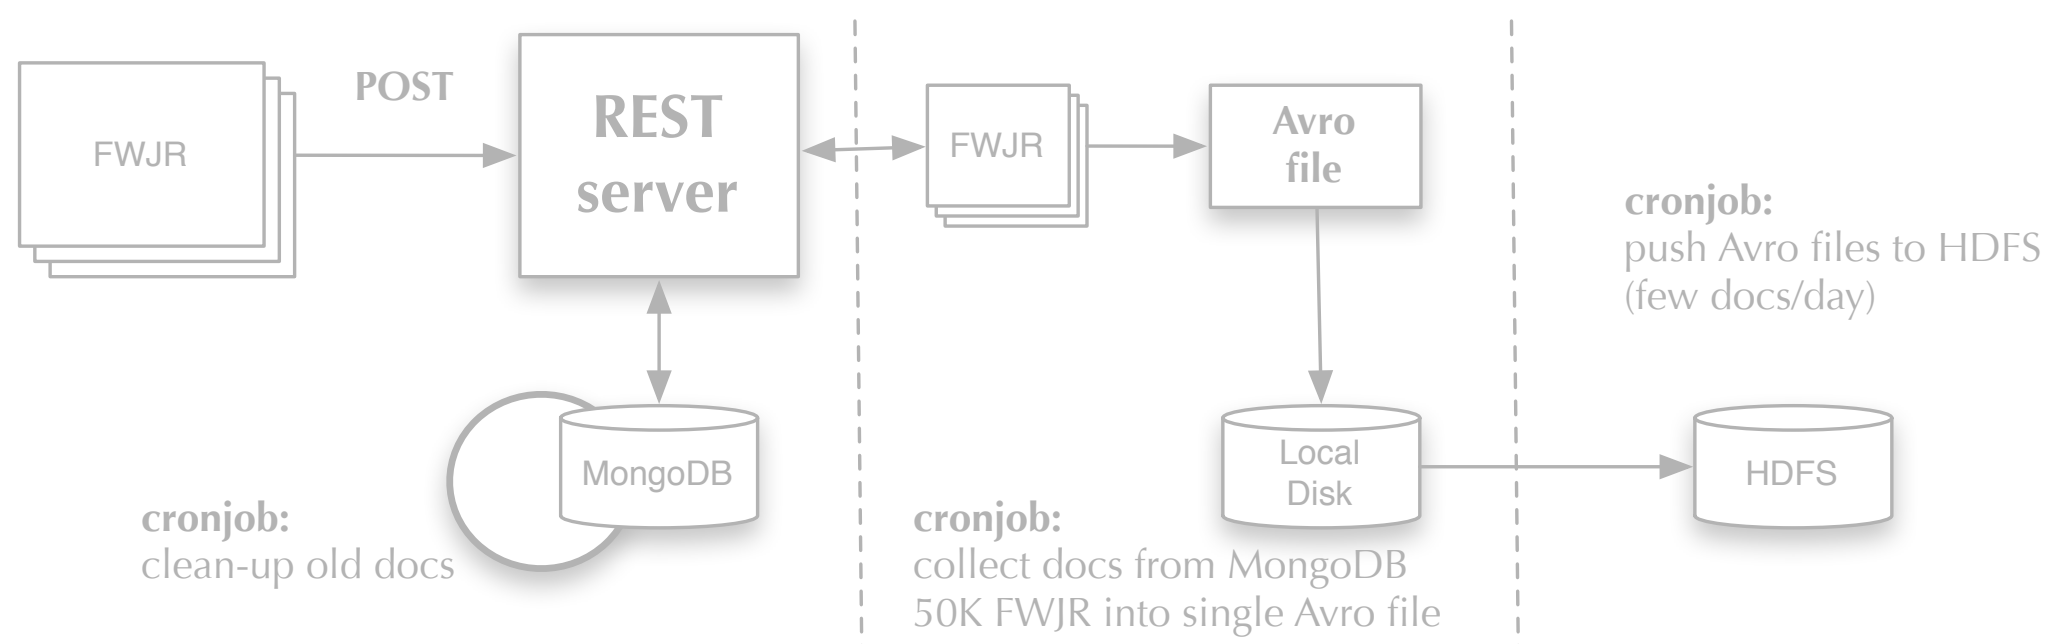 POST
FWJR
REST
server
FWJR
Avro
file
cronjob:
push Avro files to HDFS
(few docs/day)
MongoDB
Local
Disk
HDFS
cronjob:
clean-up old docs
cronjob:
collect docs from MongoDB
50K FWJR into single Avro file